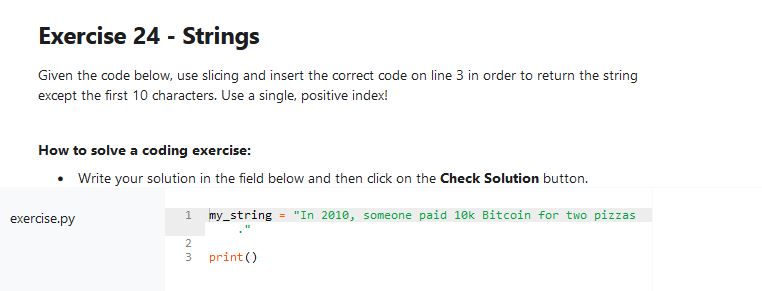 Exercise 24 - Strings
Given the code below, use slicing and insert the correct code on line 3 in order to return the string
except the first 10 characters. Use a single, positive index!
How to solve a coding exercise:
• Write your solution in the field below and then click on the Check Solution button.
exercise.py
1 my_string = "In 2010, someone paid 10k Bitcoin for two pizzas
."
2
3 print()